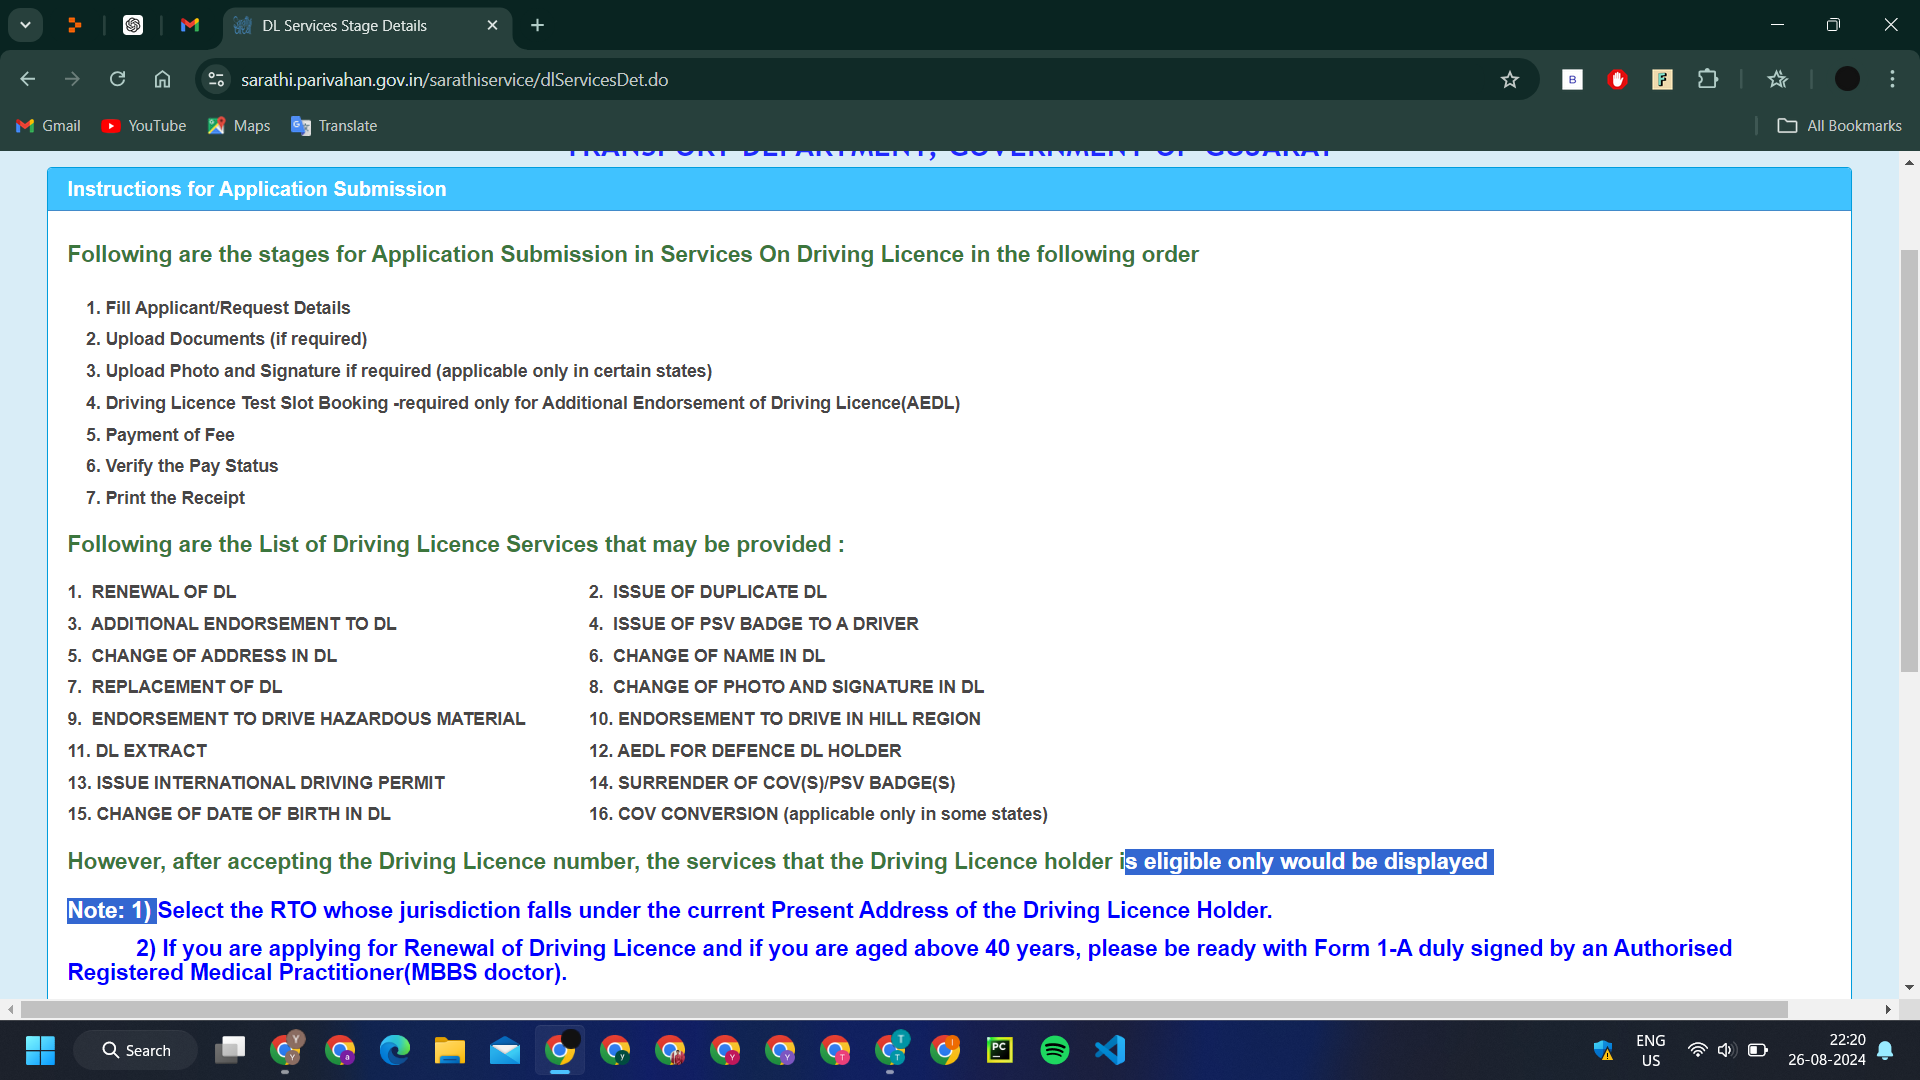 DL Services Stage Details
sarathi.parivahan.gov.in/sarathiservice/dlServicesDet.do
Gmail YouTube Maps Translate All Bookmarks
TRANSPORT DEPARTMENT, GOVERNMENT OF GUJARAT
Instructions for Application Submission
Following are the stages for Application Submission in Services On Driving Licence in the following order
1. Fill Applicant/Request Details
2. Upload Documents (if required)
3. Upload Photo and Signature if required (applicable only in certain states)
4. Driving Licence Test Slot Booking -required only for Additional Endorsement of Driving Licence(AEDL)
5. Payment of Fee
6. Verify the Pay Status
7. Print the Receipt
Following are the List of Driving Licence Services that may be provided :
1. RENEWAL OF DL 2. ISSUE OF DUPLICATE DL
3. ADDITIONAL ENDORSEMENT TO DL 4. ISSUE OF PSV BADGE TO A DRIVER
5. CHANGE OF ADDRESS IN DL 6. CHANGE OF NAME IN DL
7. REPLACEMENT OF DL 8. CHANGE OF PHOTO AND SIGNATURE IN DL
9. ENDORSEMENT TO DRIVE HAZARDOUS MATERIAL 10. ENDORSEMENT TO DRIVE IN HILL REGION
11. DL EXTRACT 12. AEDL FOR DEFENCE DL HOLDER
13. ISSUE INTERNATIONAL DRIVING PERMIT 14. SURRENDER OF COV(S)/PSV BADGE(S)
15. CHANGE OF DATE OF BIRTH IN DL 16. COV CONVERSION (applicable only in some states)
However, after accepting the Driving Licence number, the services that the Driving Licence holder is eligible only would be displayed
Note: 1) Select the RTO whose jurisdiction falls under the current Present Address of the Driving Licence Holder.
2) If you are applying for Renewal of Driving Licence and if you are aged above 40 years, please be ready with Form 1-A duly signed by an Authorised
Registered Medical Practitioner(MBBS doctor).
Search
ENG
US
22:20
26-08-2024